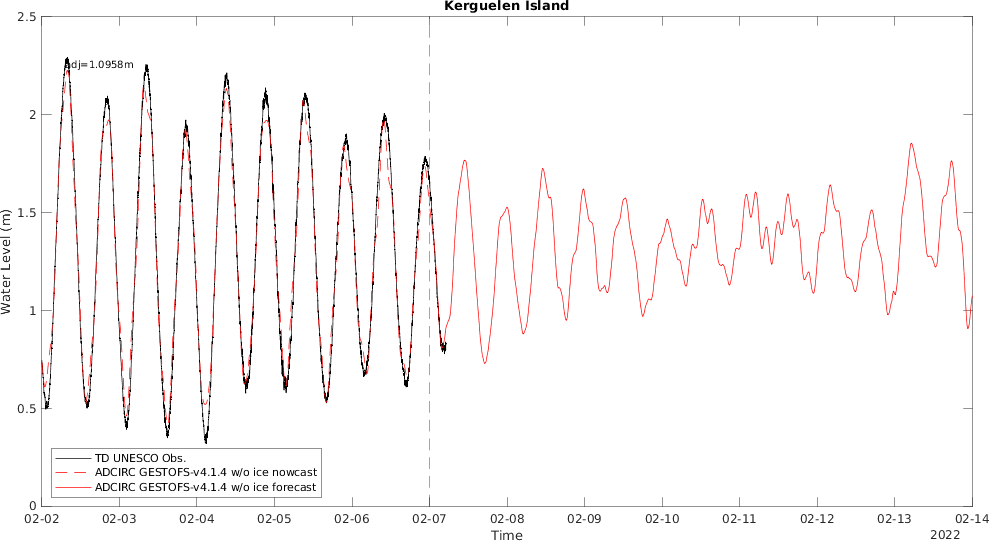 Kerguelen Island
adj=1.0958m
2.5
2
1.5
1
0.5
0
Water Level (m)
TD UNESCO Obs.
ADCIRC GESTOFS-v4.1.4 w/o ice nowcast
ADCIRC GESTOFS-v4.1.4 w/o ice forecast
02-02 02-03 02-04 02-05 02-06 02-07 02-08 02-09 02-10 02-11 02-12 02-13 02-14
Time
2022